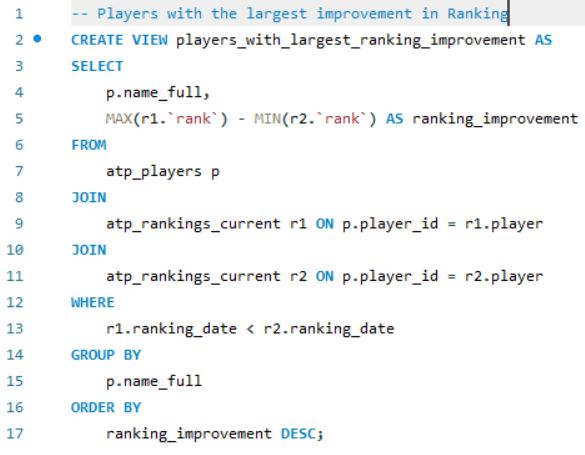 1 -- Players with the largest improvement in Ranking
2 CREATE VIEW players_with_largest_ranking_improvement AS
3 SELECT
4 p.name_full,
5 MAX(r1.`rank`) - MIN(r2.`rank`) AS ranking_improvement
6 FROM
7 atp_players p
8 JOIN
9 atp_rankings_current r1 ON p.player_id = r1.player
10 JOIN
11 atp_rankings_current r2 ON p.player_id = r2.player
12 WHERE
13 r1.ranking_date < r2.ranking_date
14 GROUP BY
15 p.name_full
16 ORDER BY
17 ranking_improvement DESC;